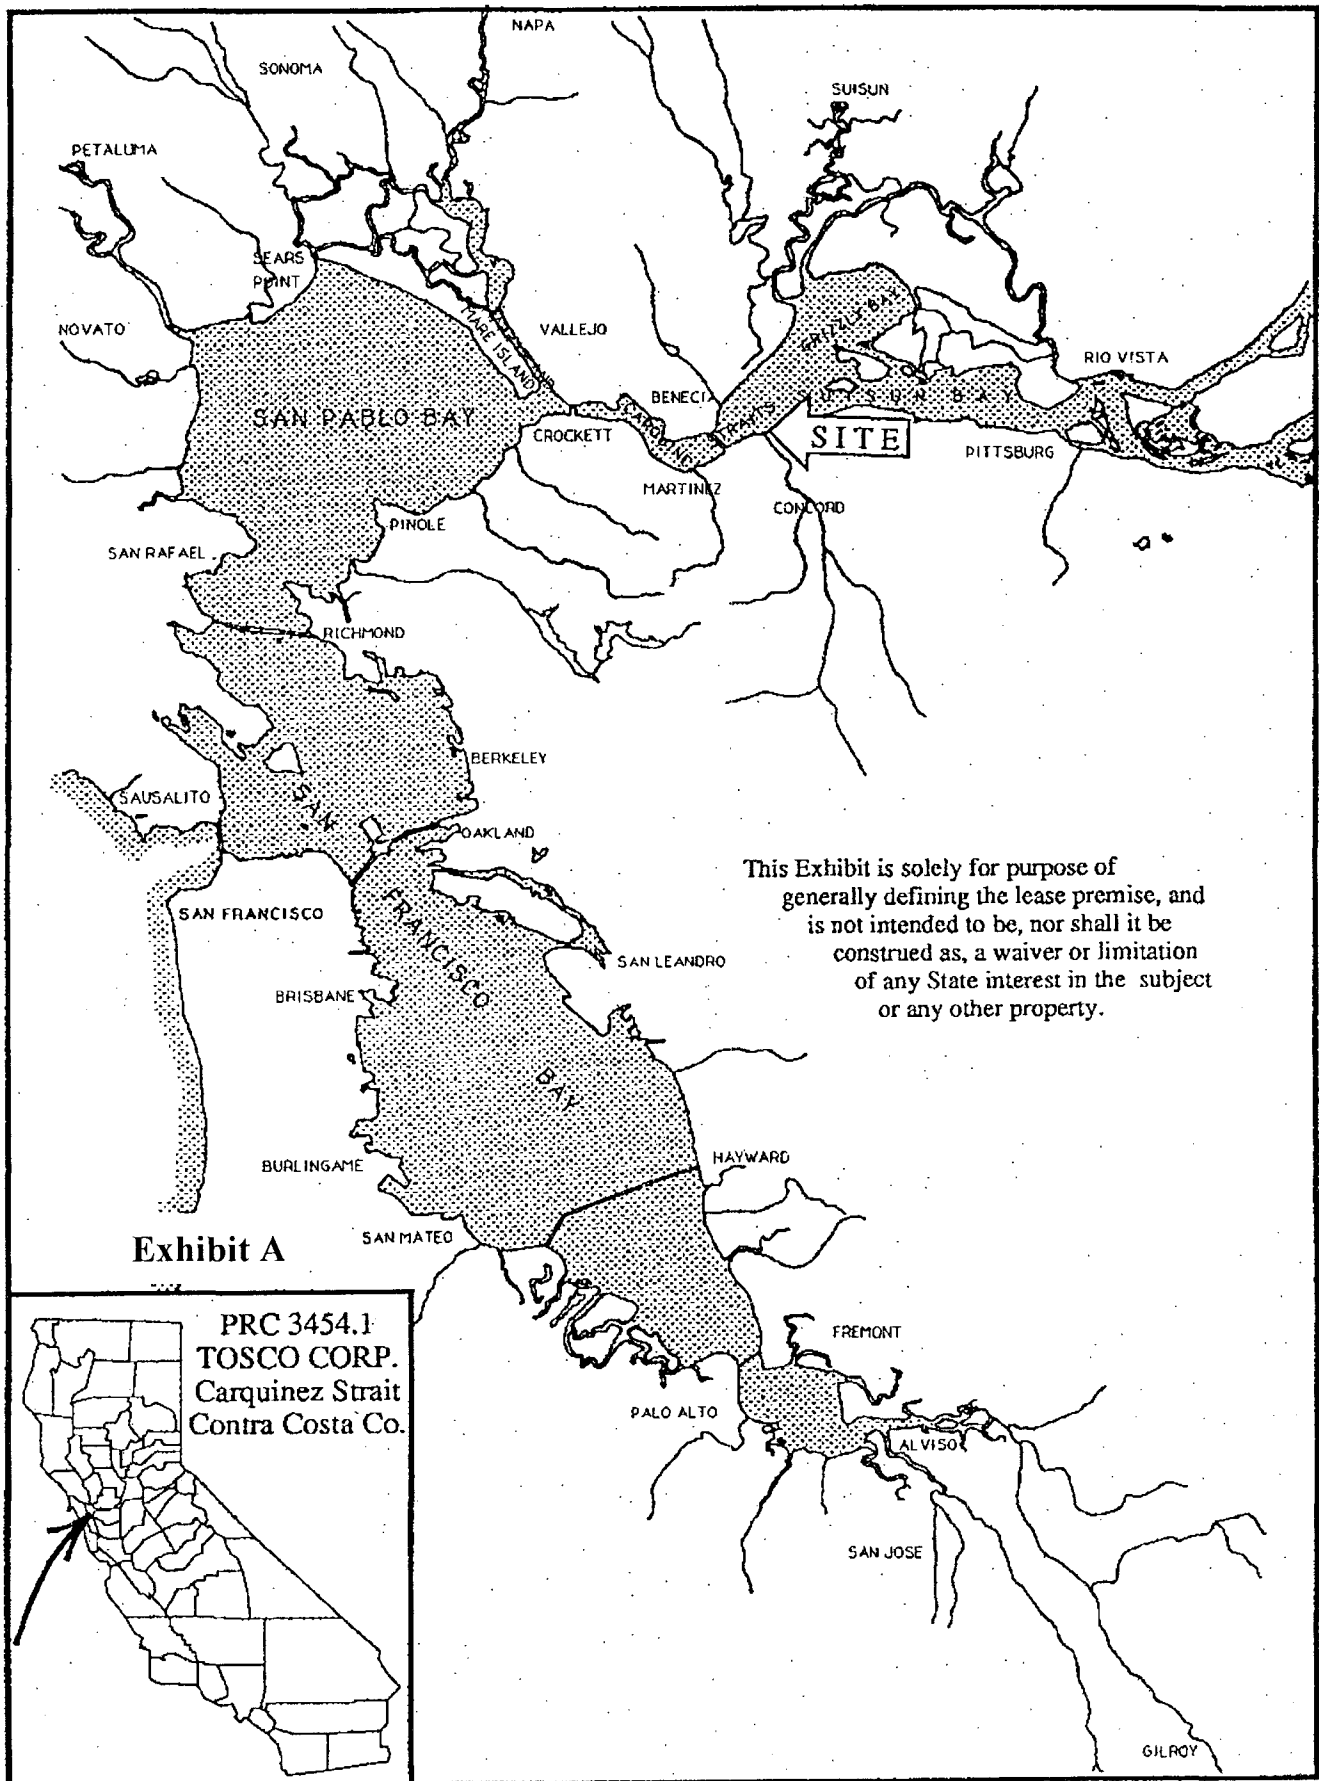 NAPA
SONOMA
SUISUN
PETALUMA
SEARS
POINT
GRIZZLY BAY
NOVATO
MARE ISLAND
VALLEJO
RIO VISTA
BENECIA
SUISUN BAY
SAN PABLO BAY
STRAITS
CROCKETT
SITE
PITTSBURG
MARTINEZ
CONCORD
PINOLE
SAN RAFAEL
RICHMOND
BERKELEY
SAUSALITO
SAN
OAKLAND
FRANCISCO
BAY
SAN FRANCISCO
SAN LEANDRO
BRISBANE
This Exhibit is solely for purpose of
generally defining the lease premise, and
is not intended to be, nor shall it be
construed as, a waiver or limitation
of any State interest in the subject
or any other property.
BURLINGAME
HAYWARD
SAN MATEO
Exhibit A
PRC 3454.1
TOSCO CORP.
Carquinez Strait
Contra Costa Co.
FREMONT
PALO ALTO
ALVISO
SAN JOSE
GILROY